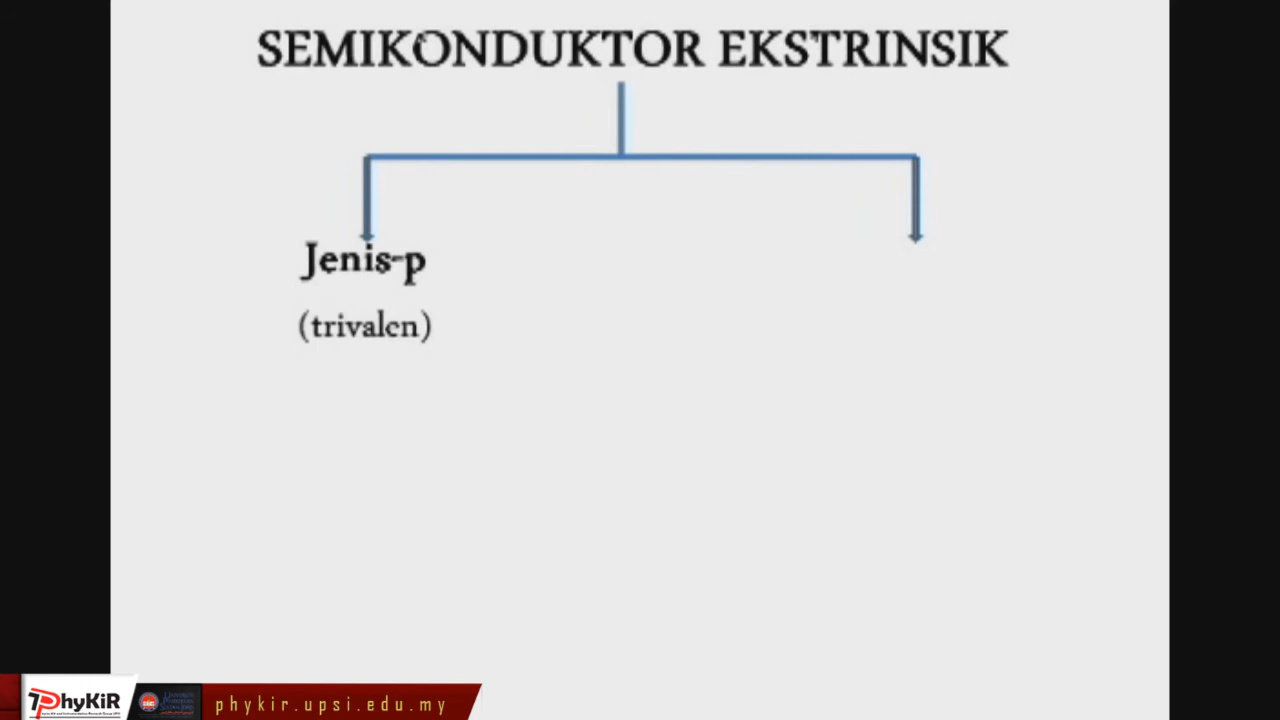 SEMIKONDUKTOR EKSTRINSIK
Jenis-p
(trivalen)
PhyKiR
phykir.upsi.edu.my